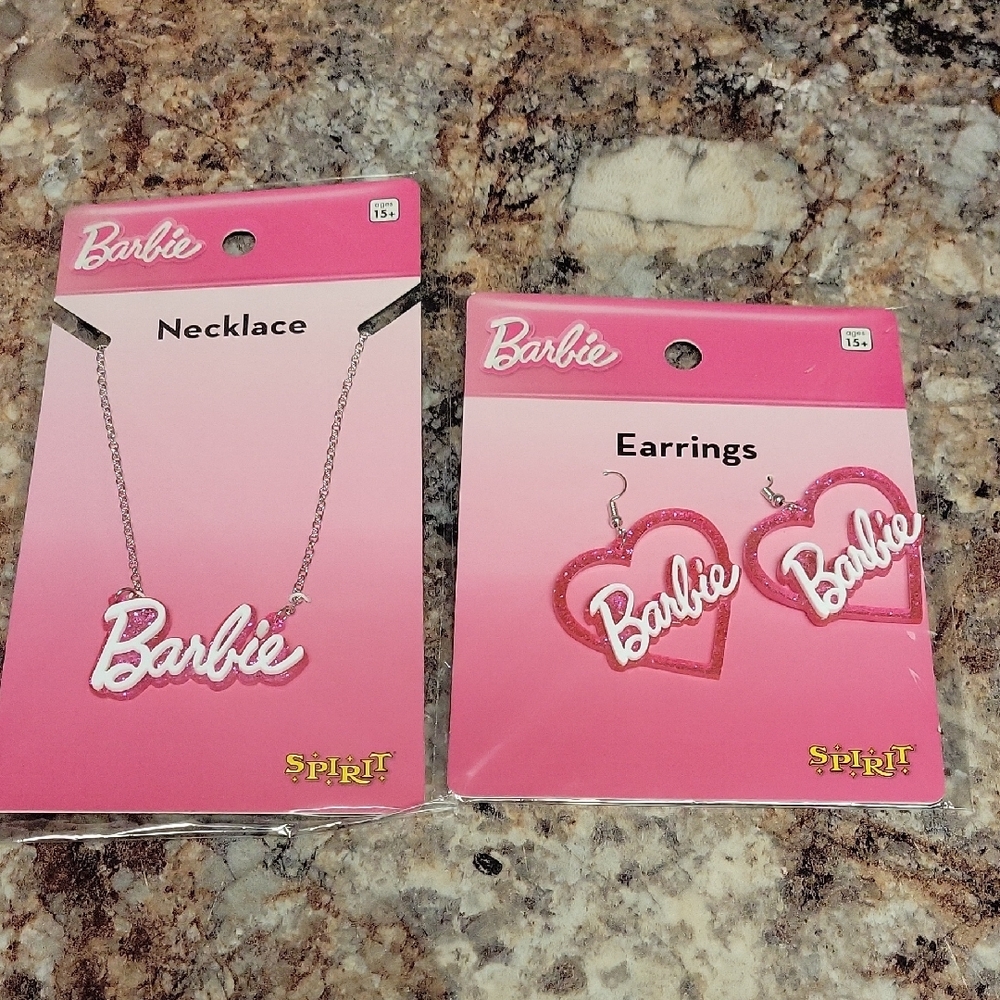 Barbie
ages
15+
Necklace
Barbie
SPIRIT
Barbie
ages
15+
Earrings
Barbie
Barbie
SPIRIT